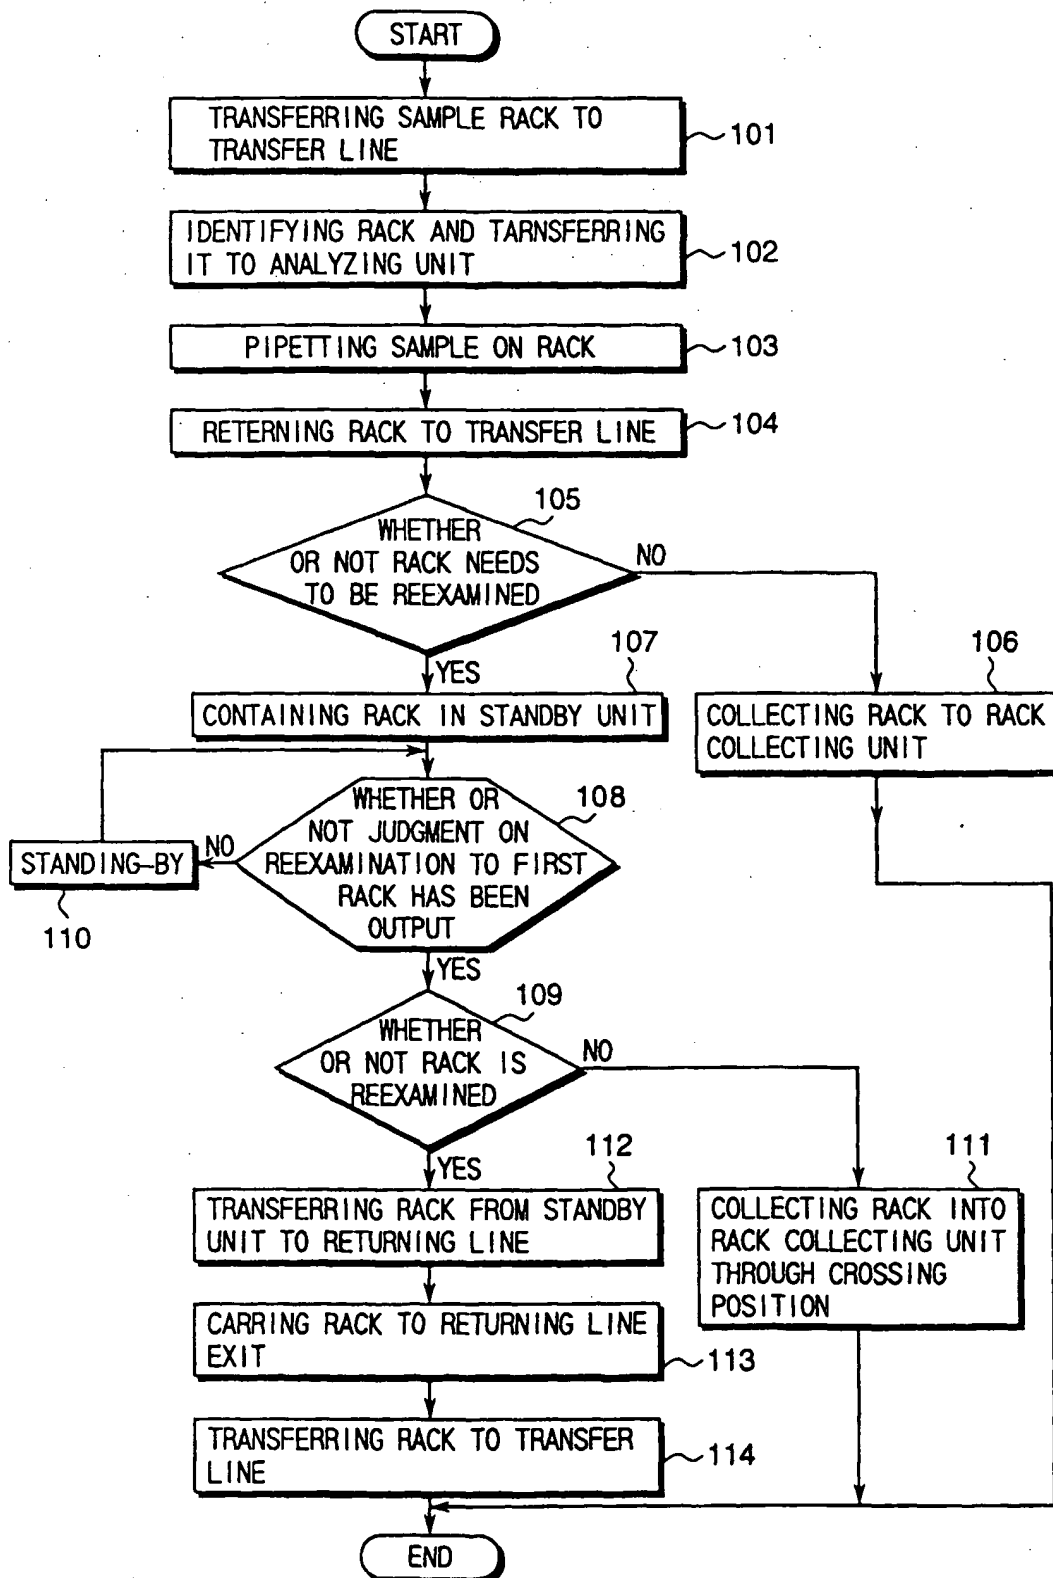 START
TRANSFERRING SAMPLE RACK TO
TRANSFER LINE
101
IDENTIFYING RACK AND TARNSFERRING
IT TO ANALYZING UNIT
102
PIPETTING SAMPLE ON RACK
103
RETERNING RACK TO TRANSFER LINE
104
105
WHETHER
OR NOT RACK NEEDS
TO BE REEXAMINED
NO
YES
107
CONTAINING RACK IN STANDBY UNIT
106
COLLECTING RACK TO RACK
COLLECTING UNIT
108
WHETHER OR
NOT JUDGMENT ON
REEXAMINATION TO FIRST
RACK HAS BEEN
OUTPUT
NO
STANDING-BY
110
YES
109
WHETHER
OR NOT RACK IS
REEXAMINED
NO
YES
112
TRANSFERRING RACK FROM STANDBY
UNIT TO RETURNING LINE
111
COLLECTING RACK INTO
RACK COLLECTING UNIT
THROUGH CROSSING
POSITION
CARRING RACK TO RETURNING LINE
EXIT
113
TRANSFERRING RACK TO TRANSFER
LINE
114
END